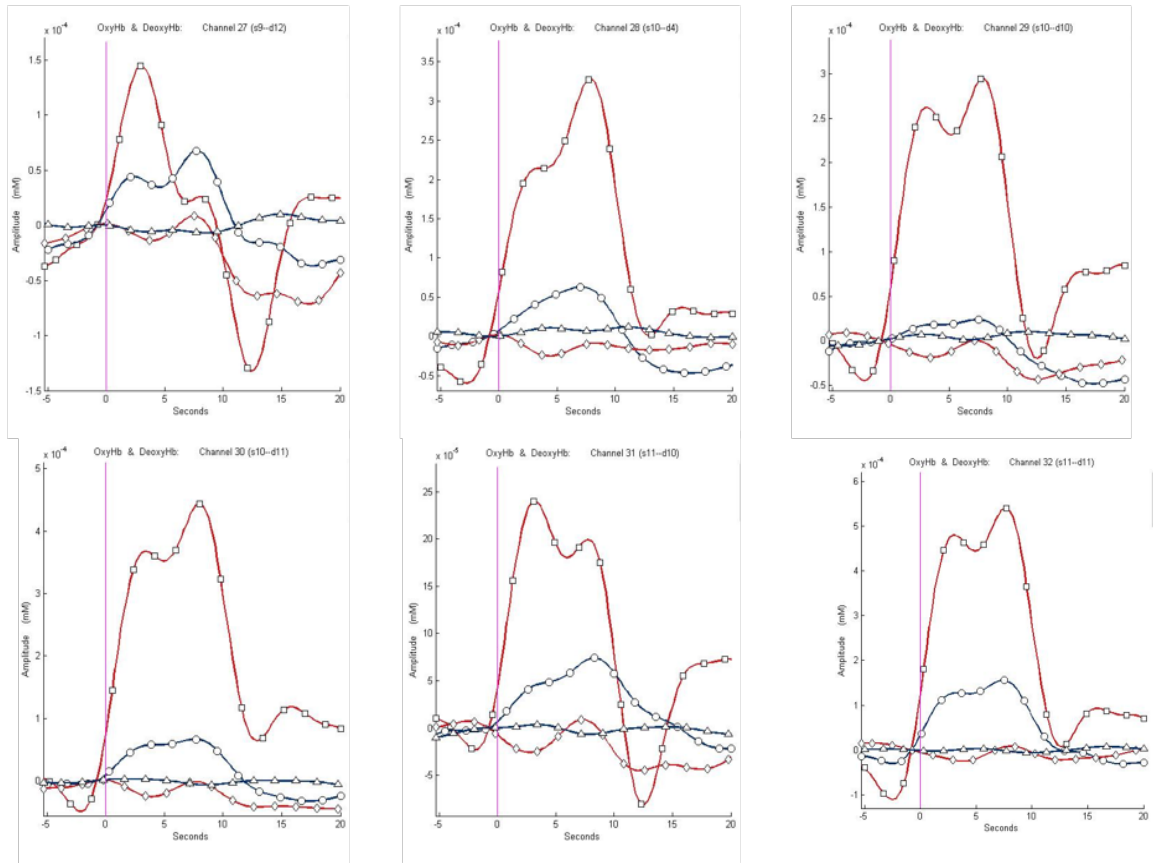 OxyHb & DeoxyHb: Channel 27 (s9--d12)
x 10-4
1.5
1
0.5
0
-0.5
-1
-1.5
Amplitude (mM)
-5 0 5 10 15 20
Seconds
OxyHb & DeoxyHb: Channel 28 (s10--d4)
x 10-4
3.5
3
2.5
2
1.5
1
0.5
0
-0.5
Amplitude (mM)
-5 0 5 10 15 20
Seconds
OxyHb & DeoxyHb: Channel 29 (s10--d10)
x 10-4
3
2.5
2
1.5
1
0.5
0
-0.5
Amplitude (mM)
-5 0 5 10 15 20
Seconds
OxyHb & DeoxyHb: Channel 30 (s10--d11)
x 10-4
5
4
3
2
1
0
Amplitude (mM)
-5 0 5 10 15 20
Seconds
OxyHb & DeoxyHb: Channel 31 (s11--d10)
x 10-5
25
20
15
10
5
0
-5
Amplitude (mM)
-5 0 5 10 15 20
Seconds
OxyHb & DeoxyHb: Channel 32 (s11--d11)
x 10-4
6
5
4
3
2
1
0
-1
Amplitude (mM)
-5 0 5 10 15 20
Seconds